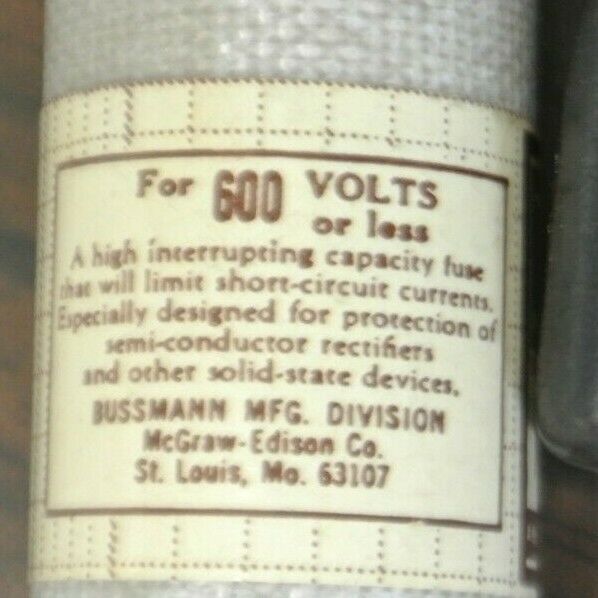 For 600 VOLTS
or less
A high interrupting capacity fuse
that will limit short-circuit currents.
Especially designed for protection of
semi-conductor rectifiers
and other solid-state devices.
BUSSMANN MFG. DIVISION
McGraw-Edison Co.
St. Louis, Mo. 63107